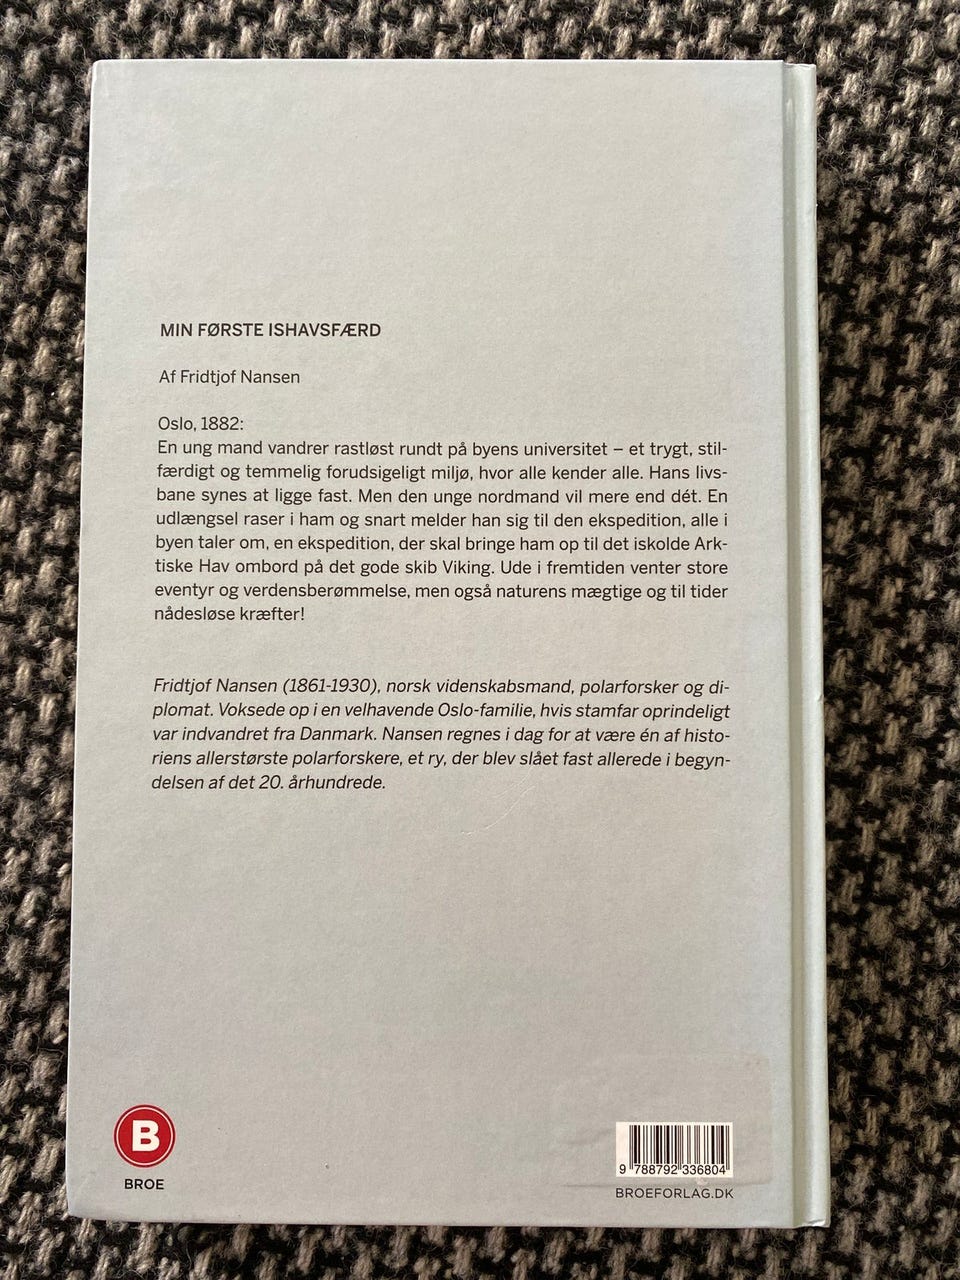 MIN FØRSTE ISHAVSFÆRD
Af Fridtjof Nansen
Oslo, 1882:
En ung mand vandrer rastløst rundt på byens universitet – et trygt, stil-
færdigt og temmelig forudsigeligt miljø, hvor alle kender alle. Hans livs-
bane synes at ligge fast. Men den unge nordmand vil mere end dét. En
udlængsel raser i ham og snart melder han sig til den ekspedition, alle i
byen taler om, en ekspedition, der skal bringe ham op til det iskolde Ark-
tiske Hav ombord på det gode skib Viking. Ude i fremtiden venter store
eventyr og verdensberømmelse, men også naturens mægtige og til tider
nådesløse kræfter!
Fridtjof Nansen (1861-1930), norsk videnskabsmand, polarforsker og di-
plomat. Voksede op i en velhavende Oslo-familie, hvis stamfar oprindeligt
var indvandret fra Danmark. Nansen regnes i dag for at være én af histo-
riens allerstørste polarforskere, et ry, der blev slået fast allerede i begyn-
delsen af det 20. århundrede.
B
BROE
9 788792 336804
BROEFORLAG.DK